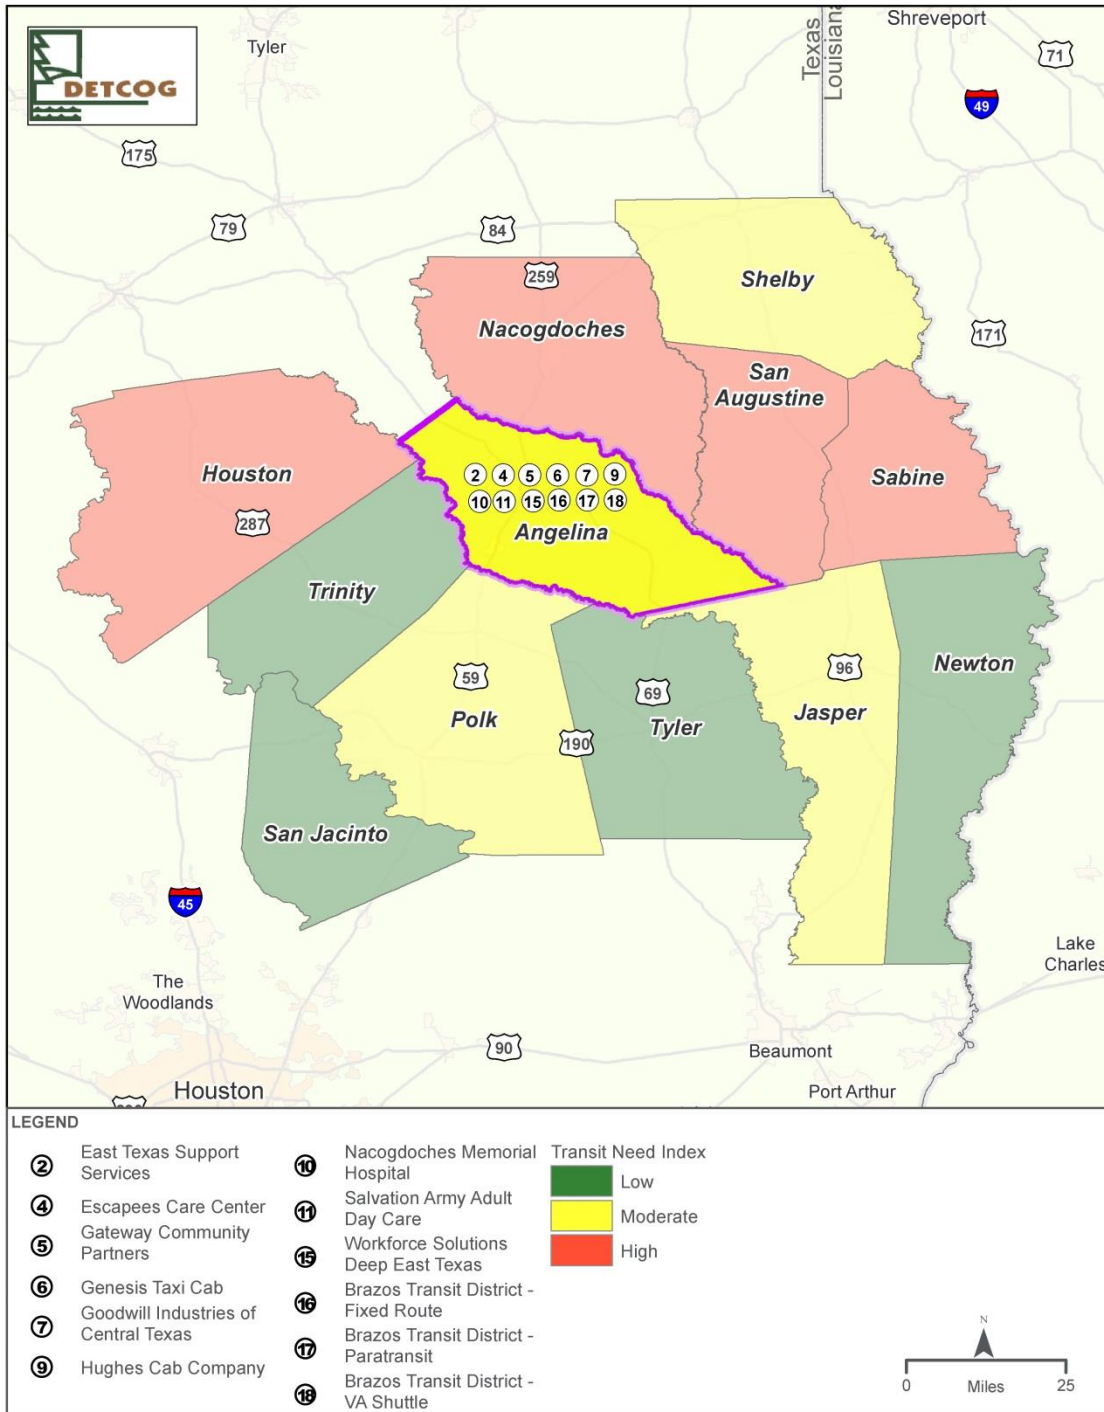 Shreveport
Tyler
Texas
Louisiana
71
DETCOG
49
175
79
84
259
Shelby
Nacogdoches
171
San
Augustine
Houston
Sabine
2 4 5 6 7 9
10 11 15 16 17 18
287
Angelina
Trinity
Newton
59
69
96
Polk
Jasper
Tyler
190
San Jacinto
45
Lake
Charles
The
Woodlands
90
Beaumont
Houston
Port Arthur
LEGEND
2 East Texas Support
Services
4 Escapees Care Center
5 Gateway Community
Partners
6 Genesis Taxi Cab
7 Goodwill Industries of
Central Texas
9 Hughes Cab Company
10 Nacogdoches Memorial
Hospital
11 Salvation Army Adult
Day Care
15 Workforce Solutions
Deep East Texas
16 Brazos Transit District -
Fixed Route
17 Brazos Transit District -
Paratransit
18 Brazos Transit District -
VA Shuttle
Transit Need Index
Low
Moderate
High
N
0 25
Miles